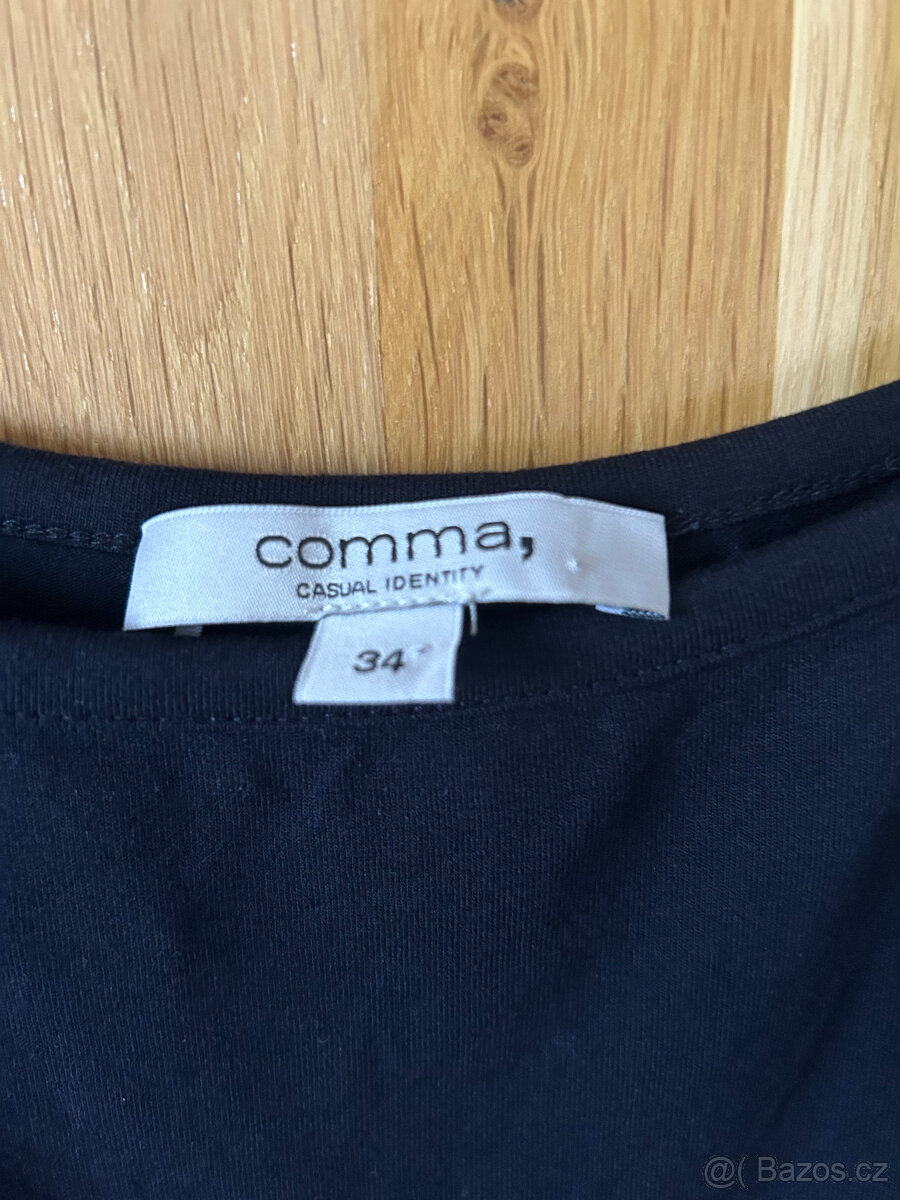 comma,
CASUAL IDENTITY
34
@( Bazos.cz